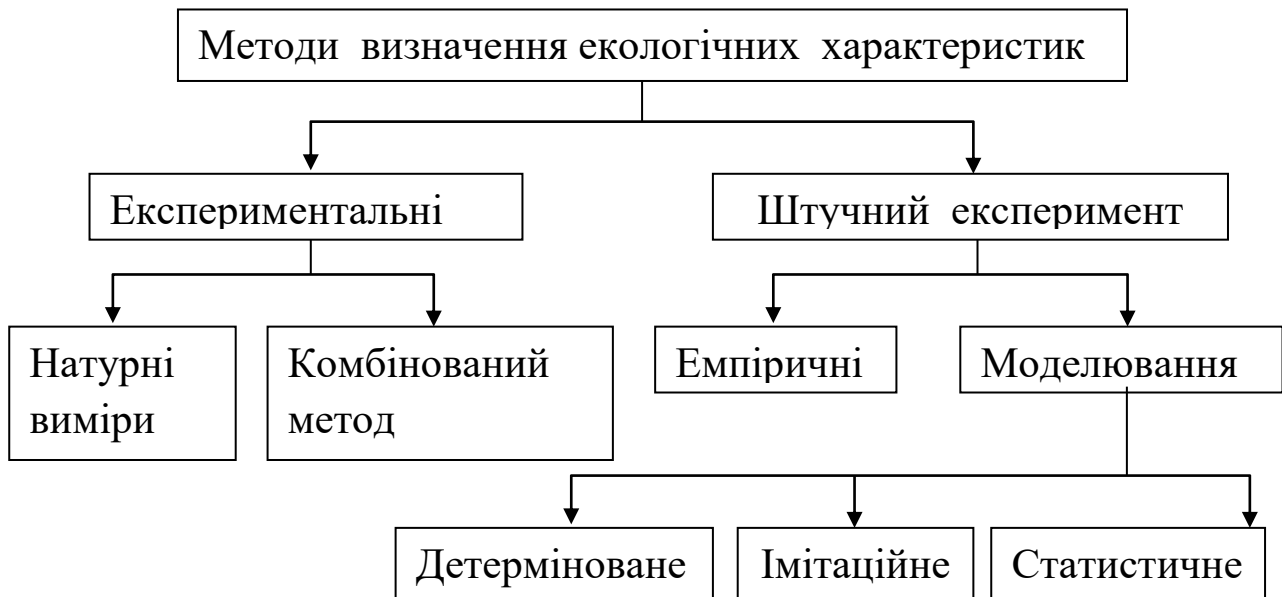 Методи визначення екологічних характеристик
Експериментальні
Штучний експеримент
Натурні
виміри
Комбінований
метод
Емпіричні
Моделювання
Детерміноване
Імітаційне
Статистичне